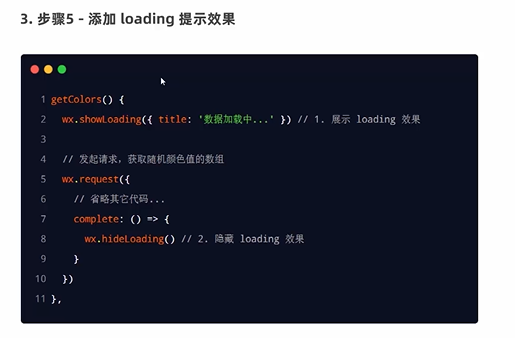 3. 步骤5 - 添加 loading 提示效果
1 getColors() {
2 wx.showLoading({ title: '数据加载中...' }) // 1. 展示 loading 效果
3
4 // 发起请求，获取随机颜色值的数组
5 wx.request({
6 // 省略其它代码...
7 complete: () => {
8 wx.hideLoading() // 2. 隐藏 loading 效果
9 }
10 })
11 },